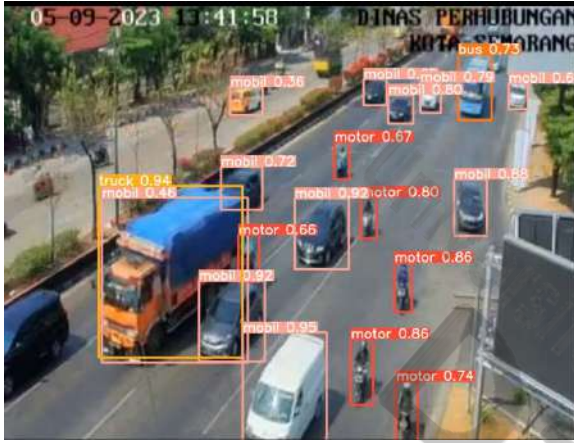 05-09-2023 13:41:58
DINAS PERHUBUNGAN
KOTA SEMARANG
bus 0.73
mobil 0.36
mobil 0.79
mobil 0.80
motor 0.67
mobil 0.72
mobil 0.88
truck 0.94
mobil 0.46
mobil 0.92
motor 0.80
motor 0.66
motor 0.86
mobil 0.92
mobil 0.95
motor 0.86
motor 0.74